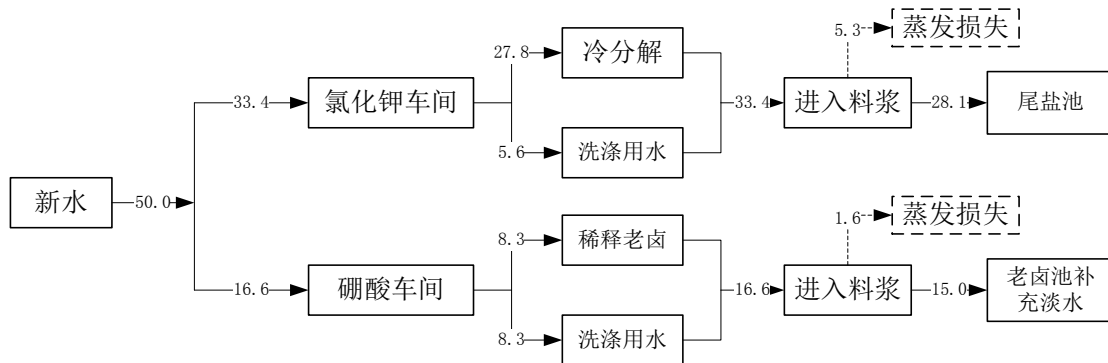 新水
50.0
33.4
氯化钾车间
27.8
冷分解
5.6
洗涤用水
33.4
进入料浆
5.3
蒸发损失
28.1
尾盐池
16.6
硼酸车间
8.3
稀释老卤
8.3
洗涤用水
16.6
进入料浆
1.6
蒸发损失
15.0
老卤池补
充淡水